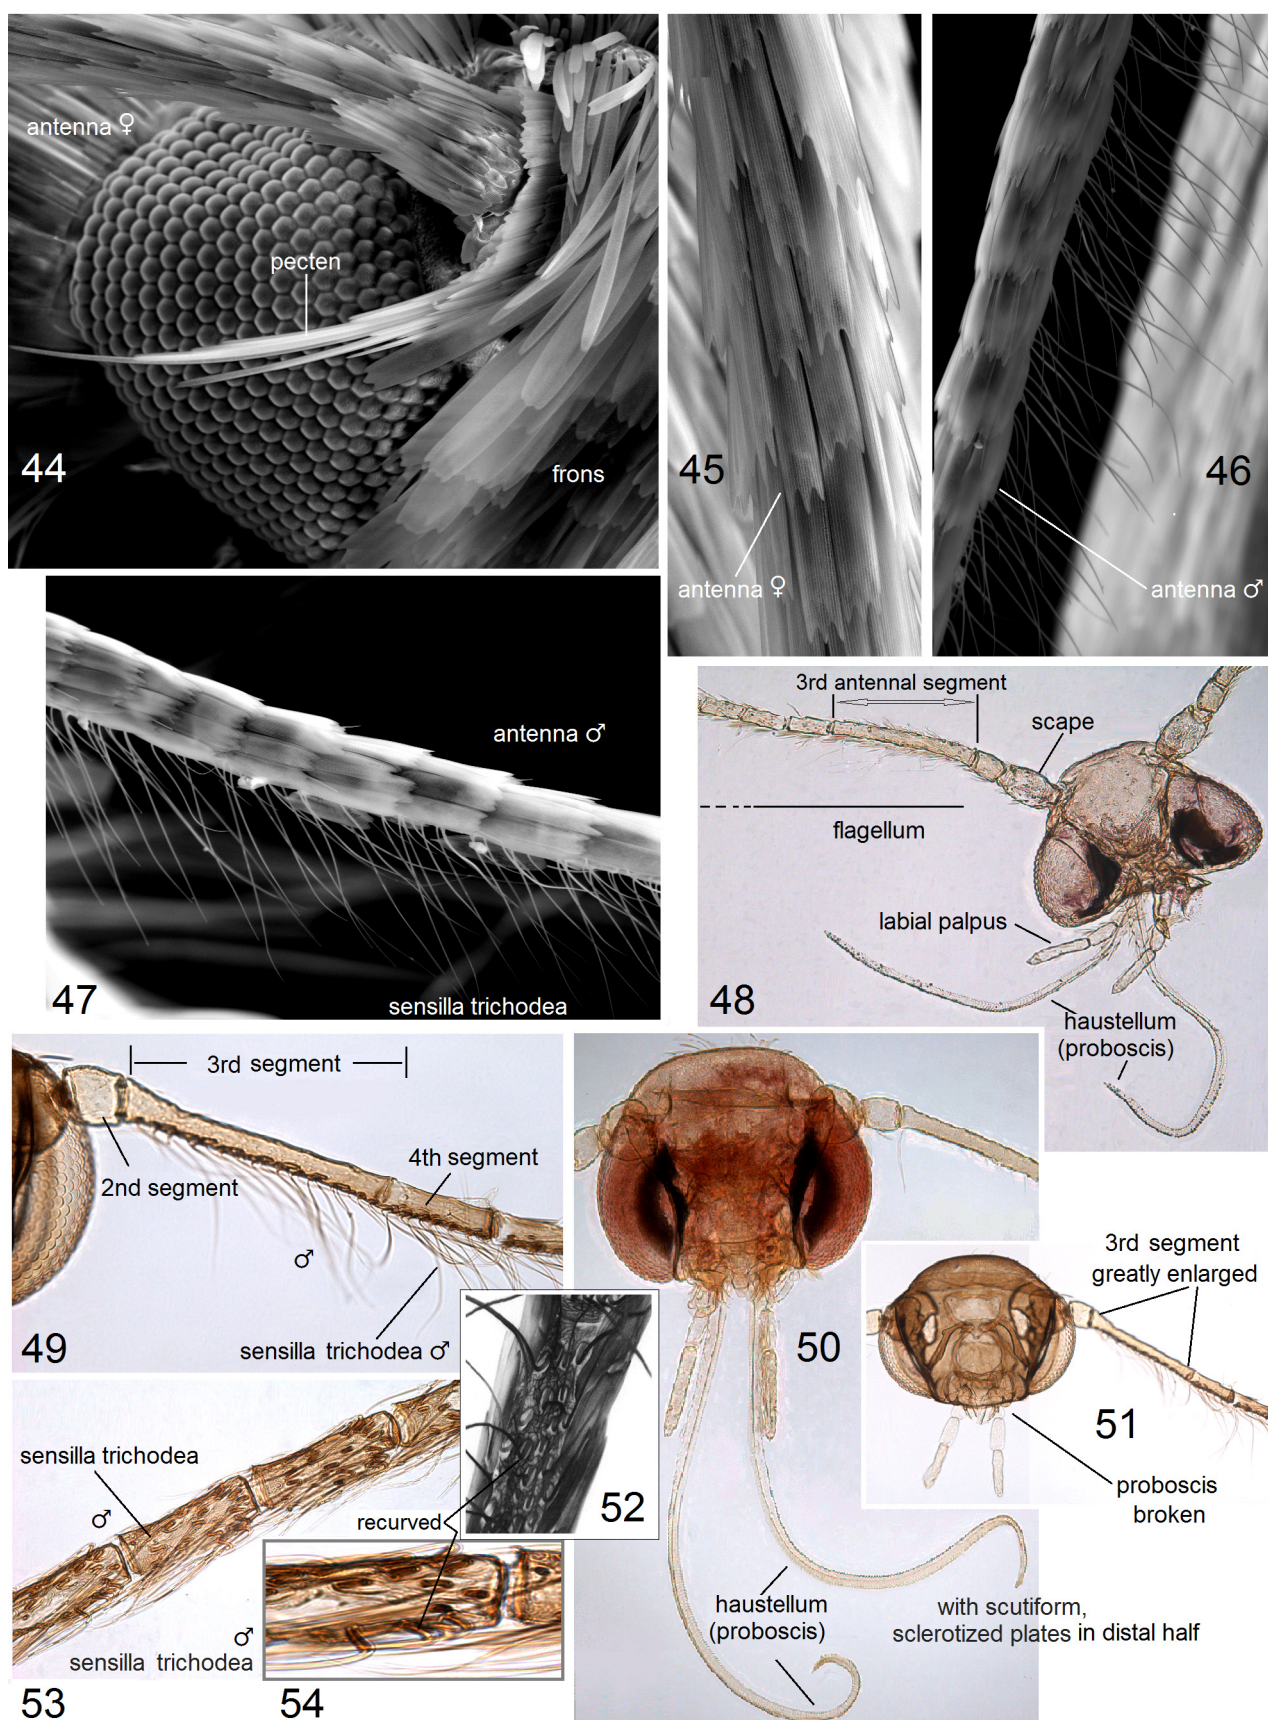 antenna ♀
pecten
44
frons
45
antenna ♀
46
antenna ♂
antenna ♂
47
sensilla trichodea
3rd antennal segment
scape
flagellum
labial palpus
48
haustellum
(proboscis)
3rd segment
4th segment
2nd segment
♂
sensilla trichodea ♂
49
50
3rd segment
greatly enlarged
51
proboscis
broken
52
recurved
sensilla trichodea
♂
♂
sensilla trichodea
53
54
haustellum
(proboscis)
with scutiform,
sclerotized plates in distal half